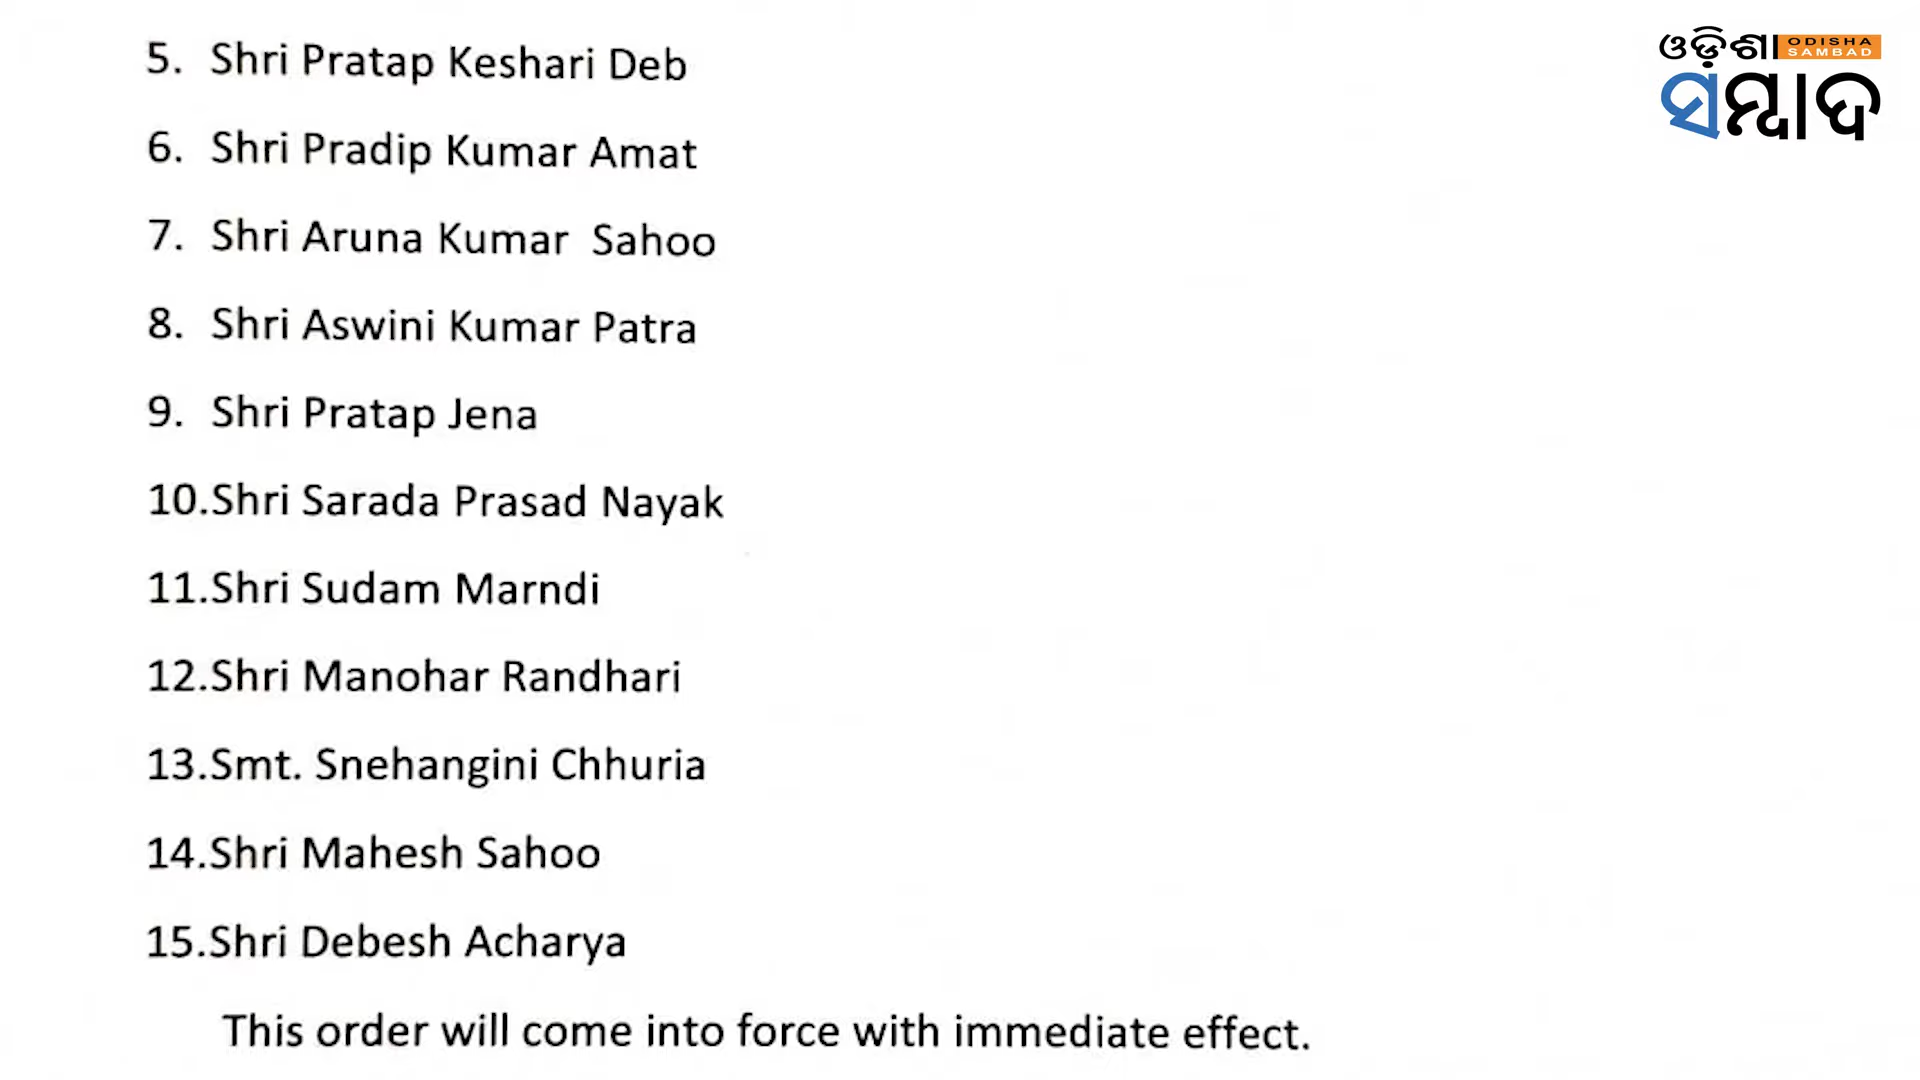 5. Shri Pratap Keshari Deb
6. Shri Pradip Kumar Amat
7. Shri Aruna Kumar Sahoo
8. Shri Aswini Kumar Patra
9. Shri Pratap Jena
10.Shri Sarada Prasad Nayak
11.Shri Sudam Marndi
12.Shri Manohar Randhari
13.Smt. Snehangini Chhuria
14.Shri Mahesh Sahoo
15.Shri Debesh Acharya
This order will come into force with immediate effect.
ଓଡ଼ିଶା ODISHA SAMBAD
ସମ୍ବାଦ